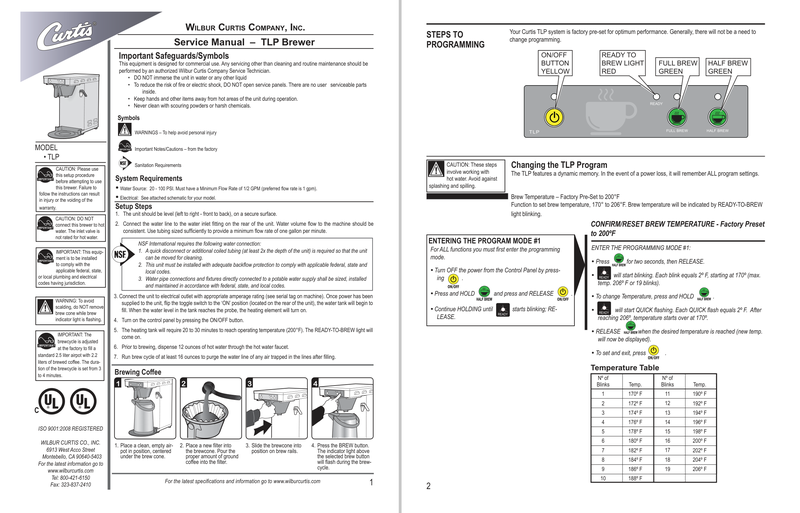 Curtis
WILBUR CURTIS COMPANY, INC.
Service Manual – TLP Brewer
MODEL
• TLP
CAUTION: Please use
this setup procedure
before attempting to use
this brewer. Failure to
follow the instructions can result
in injury or the voiding of the
warranty.
CAUTION: DO NOT
connect this brewer to hot
water. The inlet valve is
not rated for hot water.
IMPORTANT: This equip-
ment is to be installed
to comply with the
applicable federal, state,
or local plumbing and electrical
codes having jurisdiction.
WARNING: To avoid
scalding, do NOT remove
brew cone while brew
indicator light is flashing.
IMPORTANT: The
brewcycle is adjusted
at the factory to fill a
standard 2.5 liter airpot with 2.2
liters of brewed coffee. The dura-
tion of the brewcycle is set from 3
to 4 minutes.
C UL UL
ISO 9001:2008 REGISTERED
WILBUR CURTIS CO., INC.
6913 West Acco Street
Montebello, CA 90640-5403
For the latest information go to
www.wilburcurtis.com
Tel: 800-421-6150
Fax: 323-837-2410
Important Safeguards/Symbols
This equipment is designed for commercial use. Any servicing other than cleaning and routine maintenance should be
performed by an authorized Wilbur Curtis Company Service Technician.
• DO NOT immerse the unit in water or any other liquid
• To reduce the risk of fire or electric shock, DO NOT open service panels. There are no user serviceable parts
inside.
• Keep hands and other items away from hot areas of the unit during operation.
• Never clean with scouring powders or harsh chemicals.
Symbols
WARNINGS – To help avoid personal injury
Important Notes/Cautions – from the factory
NSF Sanitation Requirements
System Requirements
• Water Source: 20 - 100 PSI. Must have a Minimum Flow Rate of 1/2 GPM (preferred flow rate is 1 gpm).
• Electrical: See attached schematic for your model.
Setup Steps
1. The unit should be level (left to right - front to back), on a secure surface.
2. Connect the water line to the water inlet fitting on the rear of the unit. Water volume flow to the machine should be
consistent. Use tubing sized sufficiently to provide a minimum flow rate of one gallon per minute.
NSF
NSF International requires the following water connection:
1. A quick disconnect or additional coiled tubing (at least 2x the depth of the unit) is required so that the unit
can be moved for cleaning.
2. This unit must be installed with adequate backflow protection to comply with applicable federal, state and
local codes.
3. Water pipe connections and fixtures directly connected to a potable water supply shall be sized, installed
and maintained in accordance with federal, state, and local codes.
3. Connect the unit to electrical outlet with appropriate amperage rating (see serial tag on machine). Once power has been
supplied to the unit, flip the toggle switch to the 'ON' position (located on the rear of the unit), the water tank will begin to
fill. When the water level in the tank reaches the probe, the heating element will turn on.
4. Turn on the control panel by pressing the ON/OFF button.
5. The heating tank will require 20 to 30 minutes to reach operating temperature (200°F). The READY-TO-BREW light will
come on.
6. Prior to brewing, dispense 12 ounces of hot water through the hot water faucet.
7. Run brew cycle of at least 16 ounces to purge the water line of any air trapped in the lines after filling.
Brewing Coffee
1 2 3 4
1. Place a clean, empty air-
pot in position, centered
under the brew cone.
2. Place a new filter into
the brewcone. Pour the
proper amount of ground
coffee into the filter.
3. Slide the brewcone into
position on brew rails.
4. Press the BREW button.
The indicator light above
the selected brew button
will flash during the brew-
cycle.
For the latest specifications and information go to www.wilburcurtis.com
1
STEPS TO
PROGRAMMING
Your Curtis TLP system is factory pre-set for optimum performance. Generally, there will not be a need to
change programming.
ON/OFF
BUTTON
YELLOW
READY TO
BREW LIGHT
RED
FULL BREW
GREEN
HALF BREW
GREEN
READY
TLP
FULL BREW
HALF BREW
CAUTION: These steps
involve working with
hot water. Avoid against
splashing and spilling.
Changing the TLP Program
The TLP features a dynamic memory. In the event of a power loss, it will remember ALL program settings.
Brew Temperature – Factory Pre-Set to 200°F
Function to set brew temperature, 170° to 206°F. Brew temperature will be indicated by READY-TO-BREW
light blinking.
ENTERING THE PROGRAM MODE #1
For ALL functions you must first enter the programming
mode.
• Turn OFF the power from the Control Panel by press-
ing ON/OFF .
• Press and HOLD HALF BREW and press and RELEASE ON/OFF
• Continue HOLDING until READY starts blinking: RE-
LEASE.
CONFIRM/RESET BREW TEMPERATURE - Factory Preset
to 200ºF
ENTER THE PROGRAMMING MODE #1:
• Press HALF BREW for two seconds, then RELEASE.
• READY will start blinking. Each blink equals 2º F, starting at 170º (max.
temp. 206º F or 19 blinks).
• To change Temperature, press and HOLD HALF BREW
• READY will start QUICK flashing. Each QUICK flash equals 2º F. After
reaching 206º, temperature starts over at 170º.
• RELEASE HALF BREW when the desired temperature is reached (new temp.
will now be displayed).
• To set and exit, press ON/OFF .
Temperature Table
Nº of Blinks Temp. Nº of Blinks Temp.
1 170º F 11 190º F
2 172º F 12 192º F
3 174º F 13 194º F
4 176º F 14 196º F
5 178º F 15 198º F
6 180º F 16 200º F
7 182º F 17 202º F
8 184º F 18 204º F
9 186º F 19 206º F
10 188º F
2